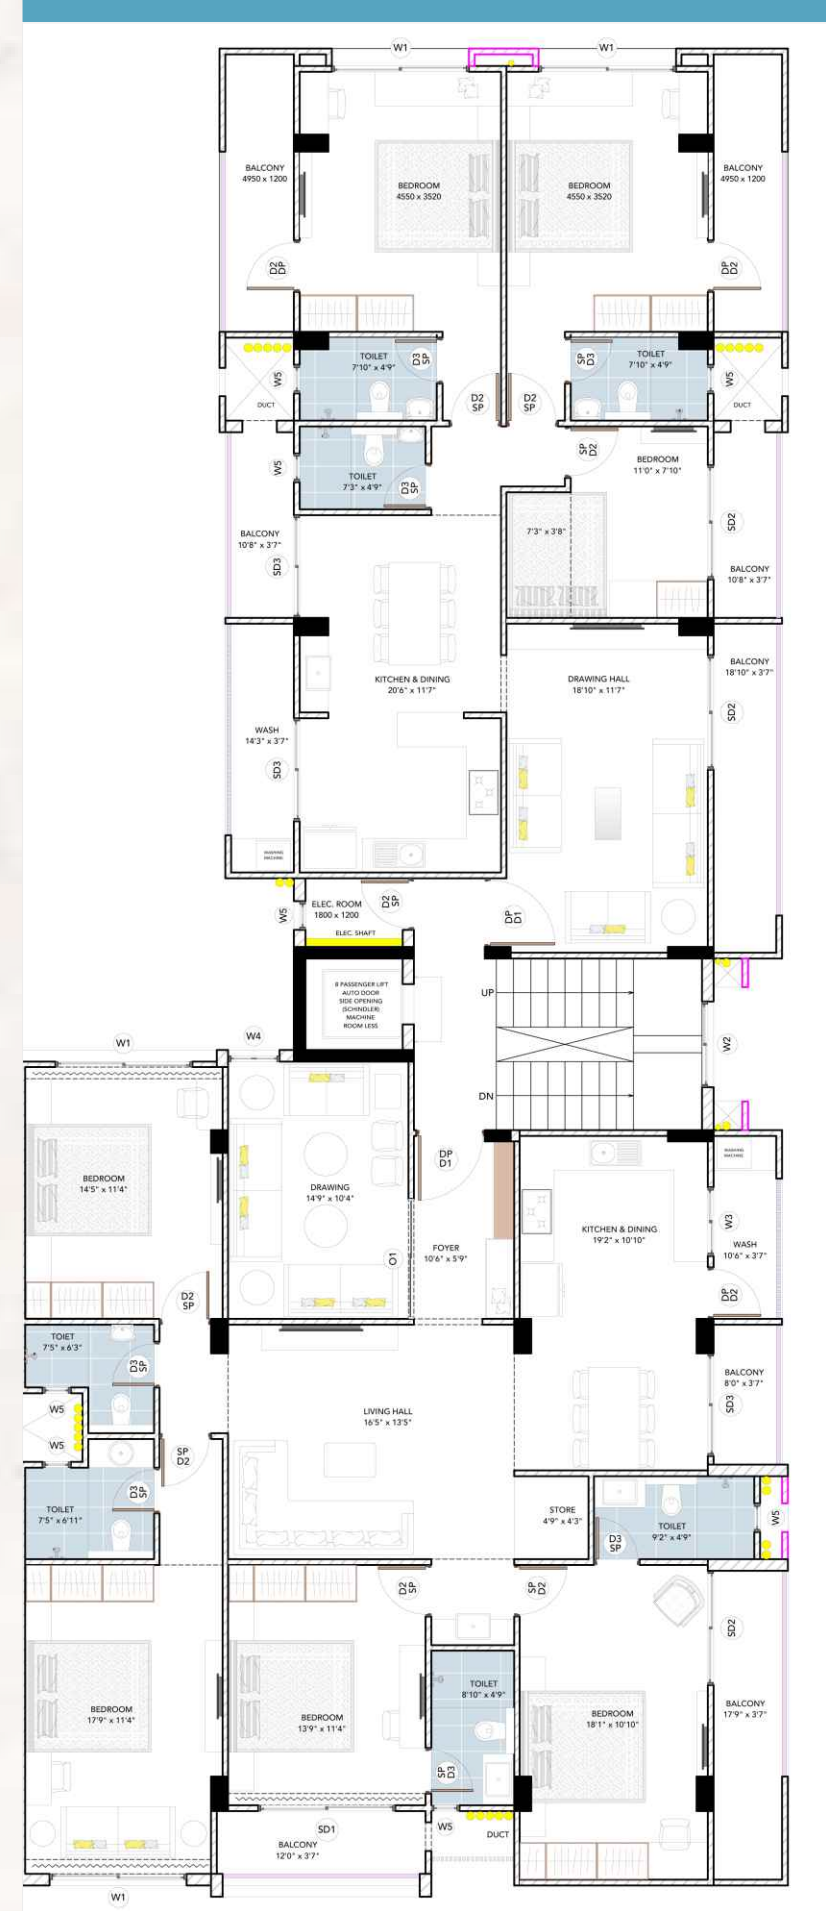 W1
W1
BALCONY
4950 x 1200
BEDROOM
4550 x 3520
BEDROOM
4550 x 3520
BALCONY
4950 x 1200
D2
DP
DP
D2
TOILET
7'10" x 4'9"
D3
SP
SP
D3
TOILET
7'10" x 4'9"
W5
W5
DUCT
DUCT
D2
SP
D2
SP
SP
D2
BEDROOM
11'0" x 7'10"
W5
TOILET
7'3" x 4'9"
D3
SP
BALCONY
10'8" x 3'7"
SD3
7'3" x 3'8"
SD2
BALCONY
10'8" x 3'7"
KITCHEN & DINING
20'6" x 11'7"
DRAWING HALL
18'10" x 11'7"
BALCONY
18'10" x 3'7"
SD2
WASH
14'3" x 3'7"
SD3
WASHING
MACHINE
W5
ELEC. ROOM
1800 x 1200
D2
SP
DP
D1
ELEC. SHAFT
8 PASSENGER LIFT
AUTO DOOR
SIDE OPENING
(SCHINDLER)
MACHINE
ROOM LESS
UP
DN
W2
W1
W4
WASHING
MACHINE
BEDROOM
14'5" x 11'4"
DRAWING
14'9" x 10'4"
DP
D1
FOYER
10'6" x 5'9"
O1
KITCHEN & DINING
19'2" x 10'10"
W3
WASH
10'6" x 3'7"
DP
D2
D2
SP
TOIET
7'5" x 6'3"
D3
SP
W5
W5
LIVING HALL
16'5" x 13'5"
BALCONY
8'0" x 3'7"
SD3
SP
D2
TOILET
7'5" x 6'11"
D3
SP
STORE
4'9" x 4'3"
D3
SP
TOILET
9'2" x 4'9"
W5
D2
SP
SP
D2
SD2
BEDROOM
17'9" x 11'4"
BEDROOM
13'9" x 11'4"
TOILET
8'10" x 4'9"
SP
D3
BEDROOM
18'1" x 10'10"
BALCONY
17'9" x 3'7"
SD1
W5
DUCT
BALCONY
12'0" x 3'7"
W1